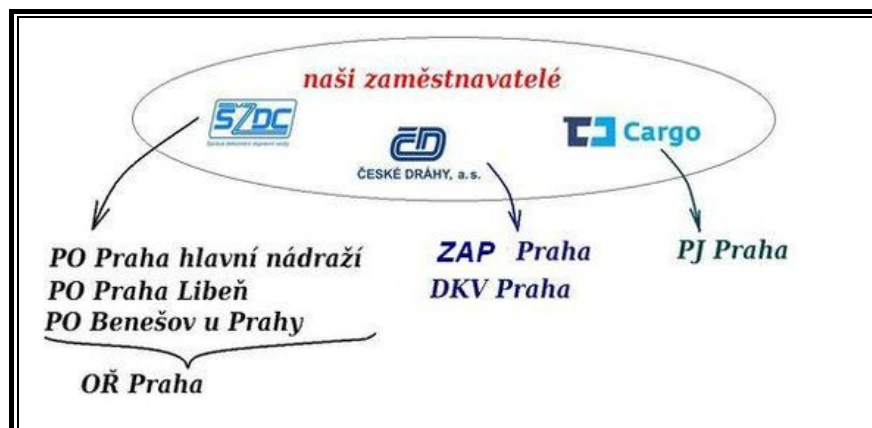 naši zaměstnavatelé
SŽDC
ČD
ČESKÉ DRÁHY, a.s.
Cargo
PO Praha hlavní nádraží
PO Praha Libeň
PO Benešov u Prahy
OŘ Praha
ZAP Praha
DKV Praha
PJ Praha